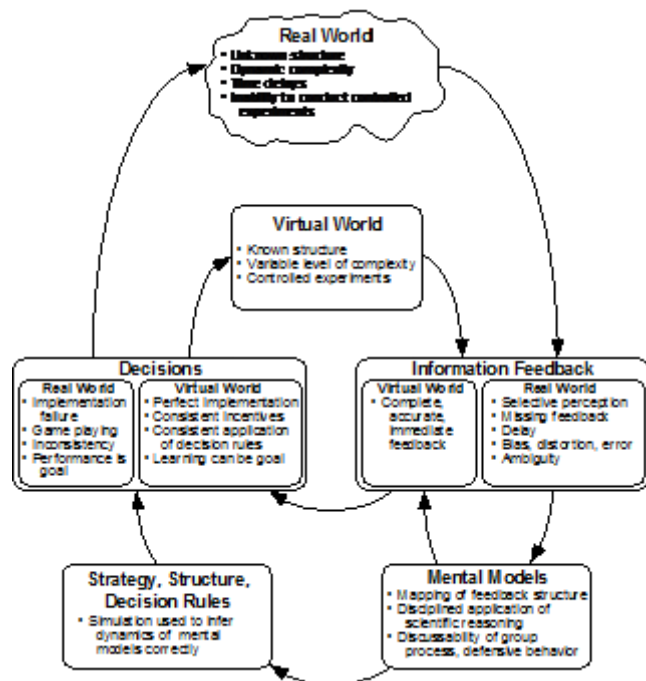 Real World
• Unknown structure
• Dynamic complexity
• Time delays
• Inability to conduct controlled
experiments
Virtual World
• Known structure
• Variable level of complexity
• Controlled experiments
Decisions
Real World
• Implementation
failure
• Game playing
• Inconsistency
• Performance is
goal
Virtual World
• Perfect implementation
• Consistent incentives
• Consistent application
of decision rules
• Learning can be goal
Information Feedback
Virtual World
• Complete,
accurate,
immediate
feedback
Real World
• Selective perception
• Missing feedback
• Delay
• Bias, distortion, error
• Ambiguity
Strategy, Structure,
Decision Rules
• Simulation used to infer
dynamics of mental
models correctly
Mental Models
• Mapping of feedback structure
• Disciplined application of
scientific reasoning
• Discussability of group
process, defensive behavior